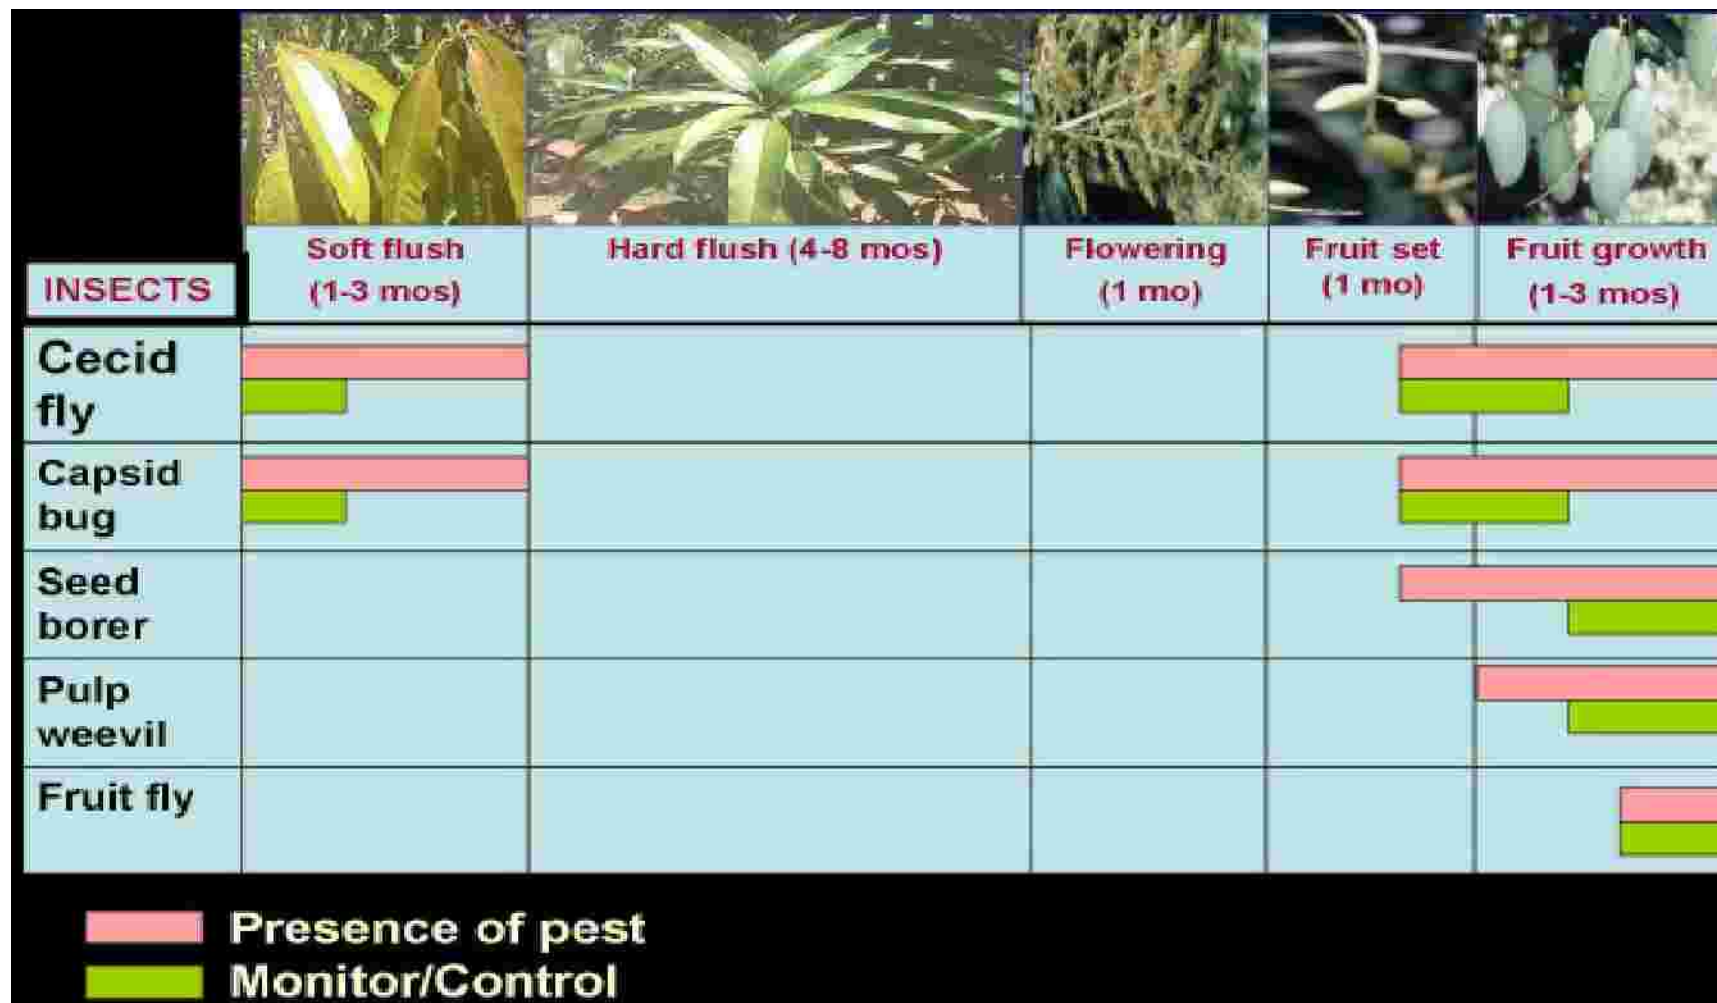 Soft flush
(1-3 mos)
Hard flush (4-8 mos)
Flowering
(1 mo)
Fruit set
(1 mo)
Fruit growth
(1-3 mos)
INSECTS
Cecid
fly
Capsid
bug
Seed
borer
Pulp
weevil
Fruit fly
Presence of pest
Monitor/Control